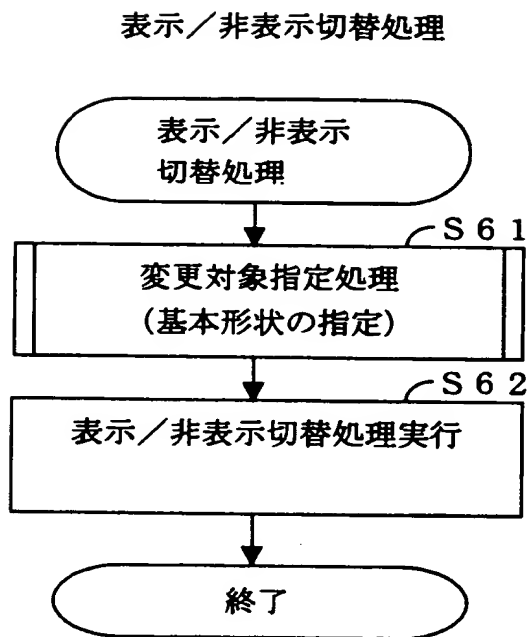 表示／非表示切替処理
表示／非表示
切替処理
S61
変更対象指定処理
(基本形状の指定)
S62
表示／非表示切替処理実行
終了